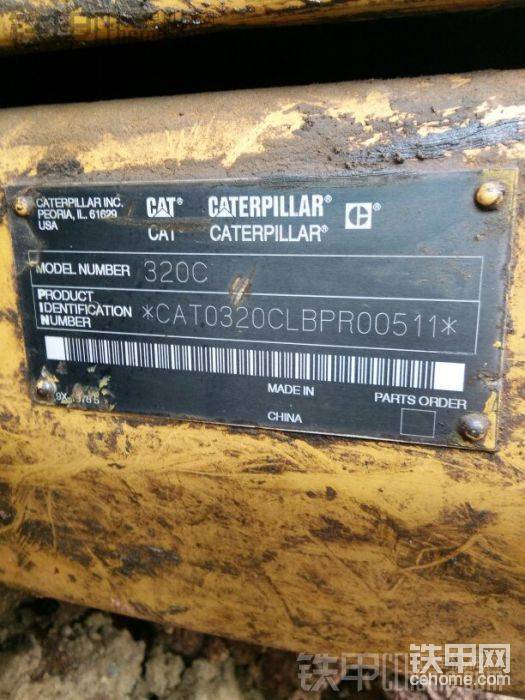 CATERPILLAR INC.
PEORIA, IL. 61629
USA
CAT® CATERPILLAR® C®
CAT CATERPILLAR®
MODEL NUMBER 320C
PRODUCT
IDENTIFICATION
NUMBER
*CAT0320CLBPR00511*
MADE IN
CHINA
PARTS ORDER
铁甲网
cehome.com